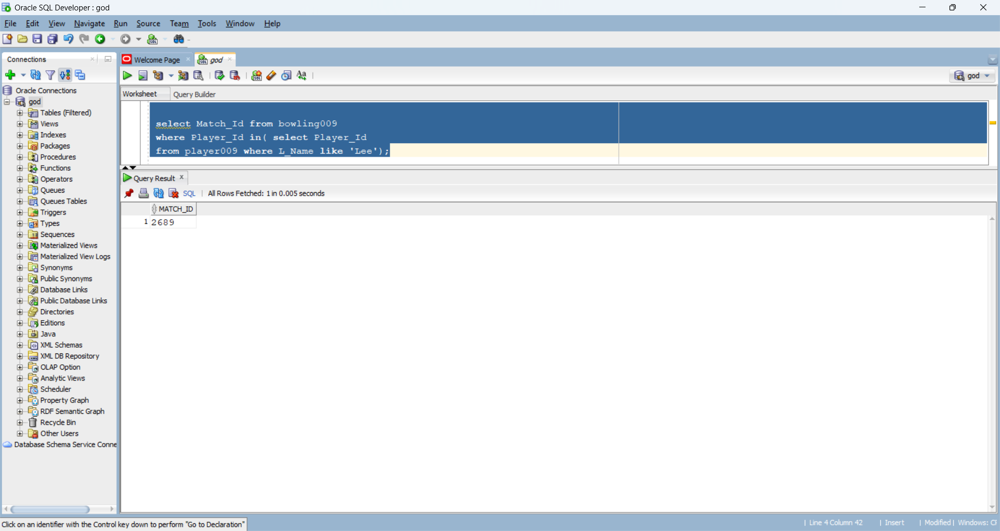 Oracle SQL Developer : god
File Edit View Navigate Run Source Team Tools Window Help
Connections
Welcome Page
god
god
Oracle Connections
god
Tables (Filtered)
Views
Indexes
Packages
Procedures
Functions
Operators
Queues
Queues Tables
Triggers
Types
Sequences
Materialized Views
Materialized View Logs
Synonyms
Public Synonyms
Database Links
Public Database Links
Directories
Editions
Java
XML Schemas
XML DB Repository
OLAP Option
Analytic Views
Scheduler
Property Graph
RDF Semantic Graph
Recycle Bin
Other Users
Database Schema Service Conne
Worksheet Query Builder
select Match_Id from bowling009
where Player_Id in( select Player_Id
from player009 where L_Name like 'Lee');
Query Result
SQL | All Rows Fetched: 1 in 0.005 seconds
MATCH_ID
1 2689
Click on an identifier with the Control key down to perform "Go to Declaration"
| Line 4 Column 42 | Insert | Modified | Windows: CF